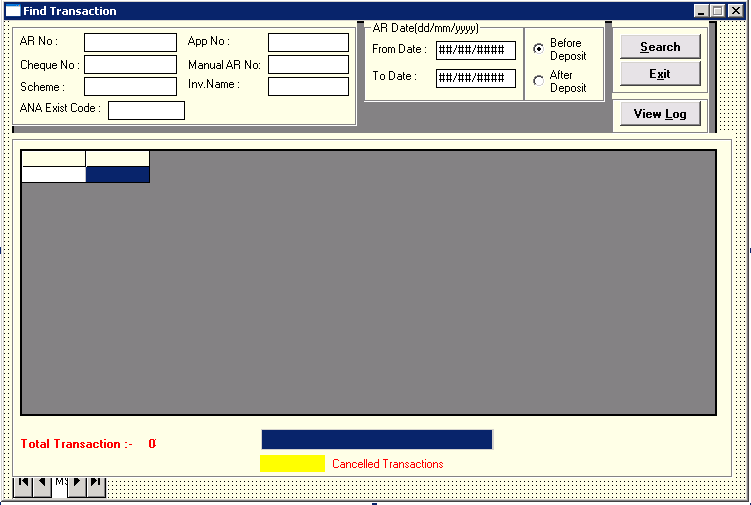 Find Transaction
AR No :
App No :
Cheque No :
Manual AR No:
Scheme :
Inv.Name :
ANA Exist Code :
AR Date(dd/mm/yyyy)
From Date :
##/##/####
To Date :
##/##/####
Before
Deposit
After
Deposit
Search
Exit
View Log
Total Transaction :- 0
Cancelled Transactions